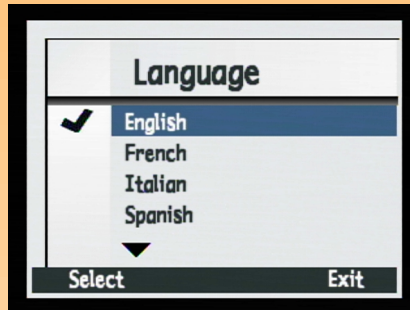 Language
English
French
Italian
Spanish
Select Exit